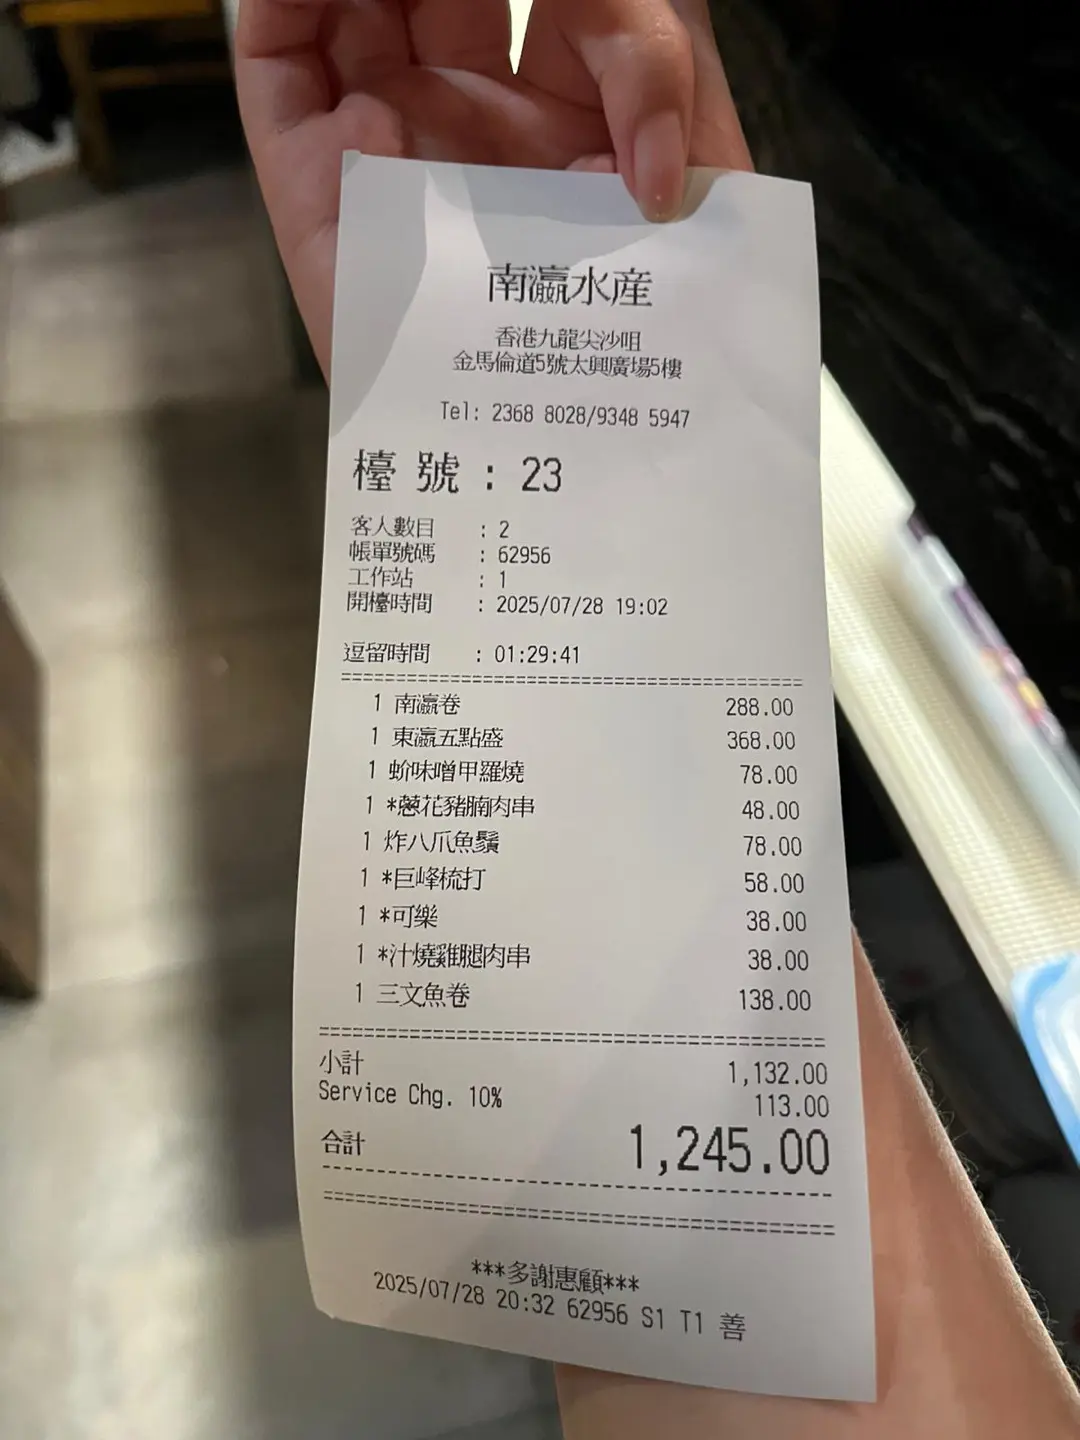 南瀛水産
香港九龍尖沙咀
金馬倫道5號太興廣場5樓
Tel: 2368 8028/9348 5947
檯 號 : 23
客人數目 : 2
帳單號碼 : 62956
工作站 : 1
開檯時間 : 2025/07/28 19:02
逗留時間 : 01:29:41
1 南瀛卷 288.00
1 東瀛五點盛 368.00
1 蚧味噌甲羅燒 78.00
1 *蔥花豬腩肉串 48.00
1 炸八爪魚鬚 78.00
1 *巨峰梳打 58.00
1 *可樂 38.00
1 *汁燒雞腿肉串 38.00
1 三文魚卷 138.00
小計 1,132.00
Service Chg. 10% 113.00
合計 1,245.00
***多謝惠顧***
2025/07/28 20:32 62956 S1 T1 善